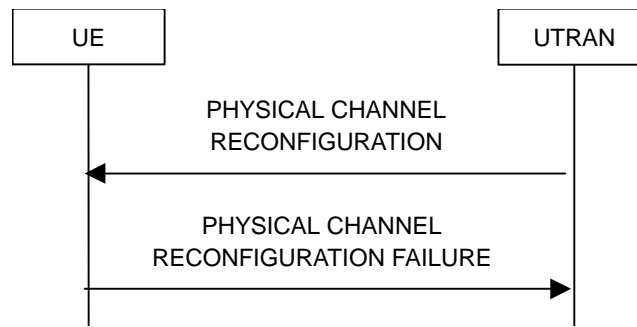 UE
UTRAN
PHYSICAL CHANNEL
RECONFIGURATION
PHYSICAL CHANNEL
RECONFIGURATION FAILURE